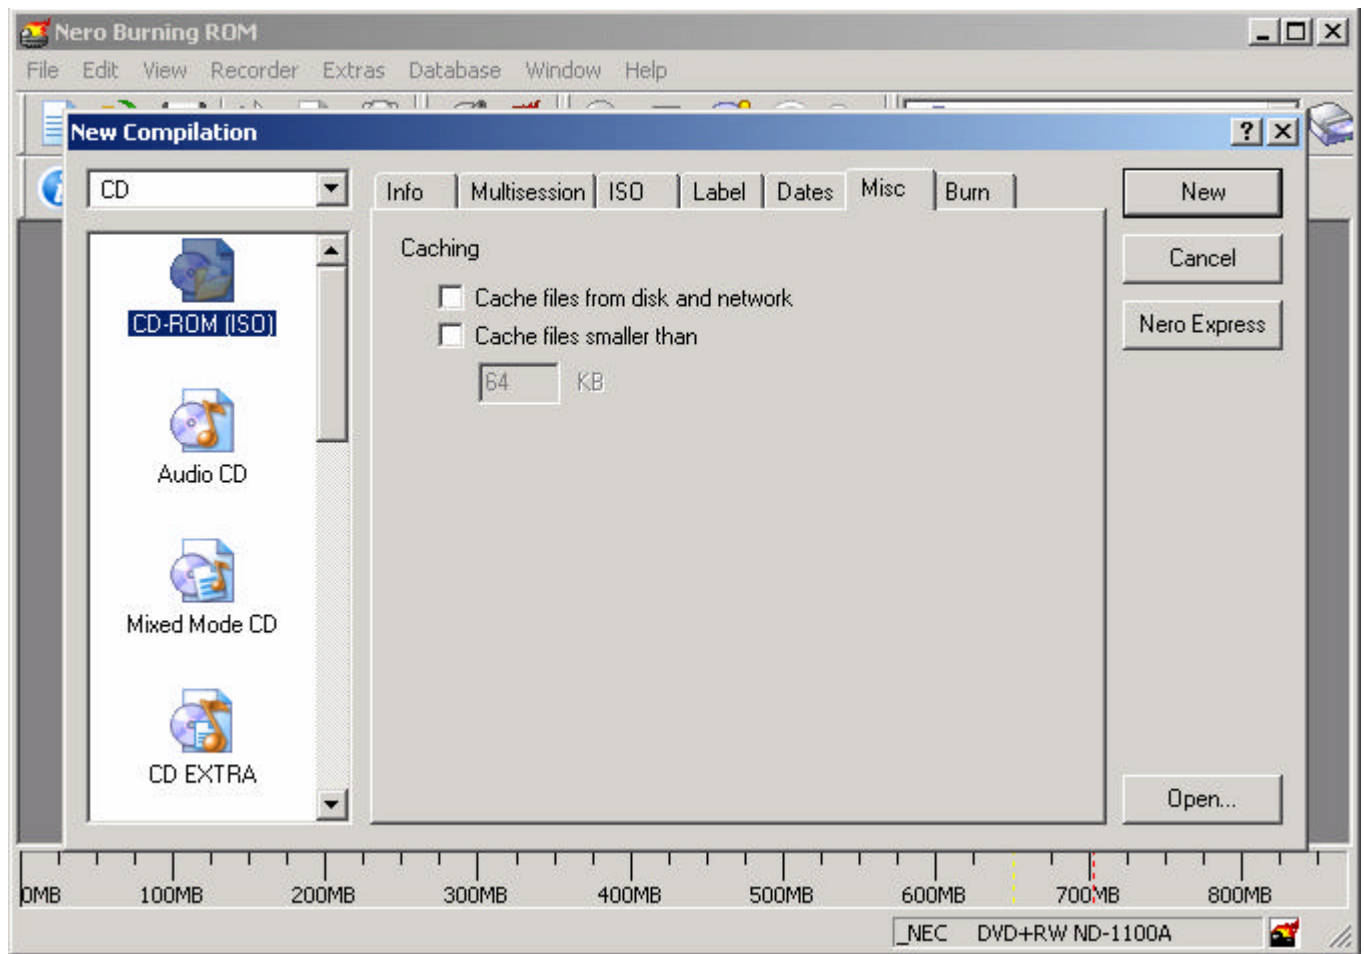 Nero Burning ROM
File Edit View Recorder Extras Database Window Help
New Compilation
CD
Info Multisession ISO Label Dates Misc Burn
New
Caching
Cancel
Cache files from disk and network
CD-ROM (ISO)
Nero Express
Cache files smaller than
64 KB
Audio CD
Mixed Mode CD
CD EXTRA
Open...
0MB 100MB 200MB 300MB 400MB 500MB 600MB 700MB 800MB
_NEC DVD+RW ND-1100A